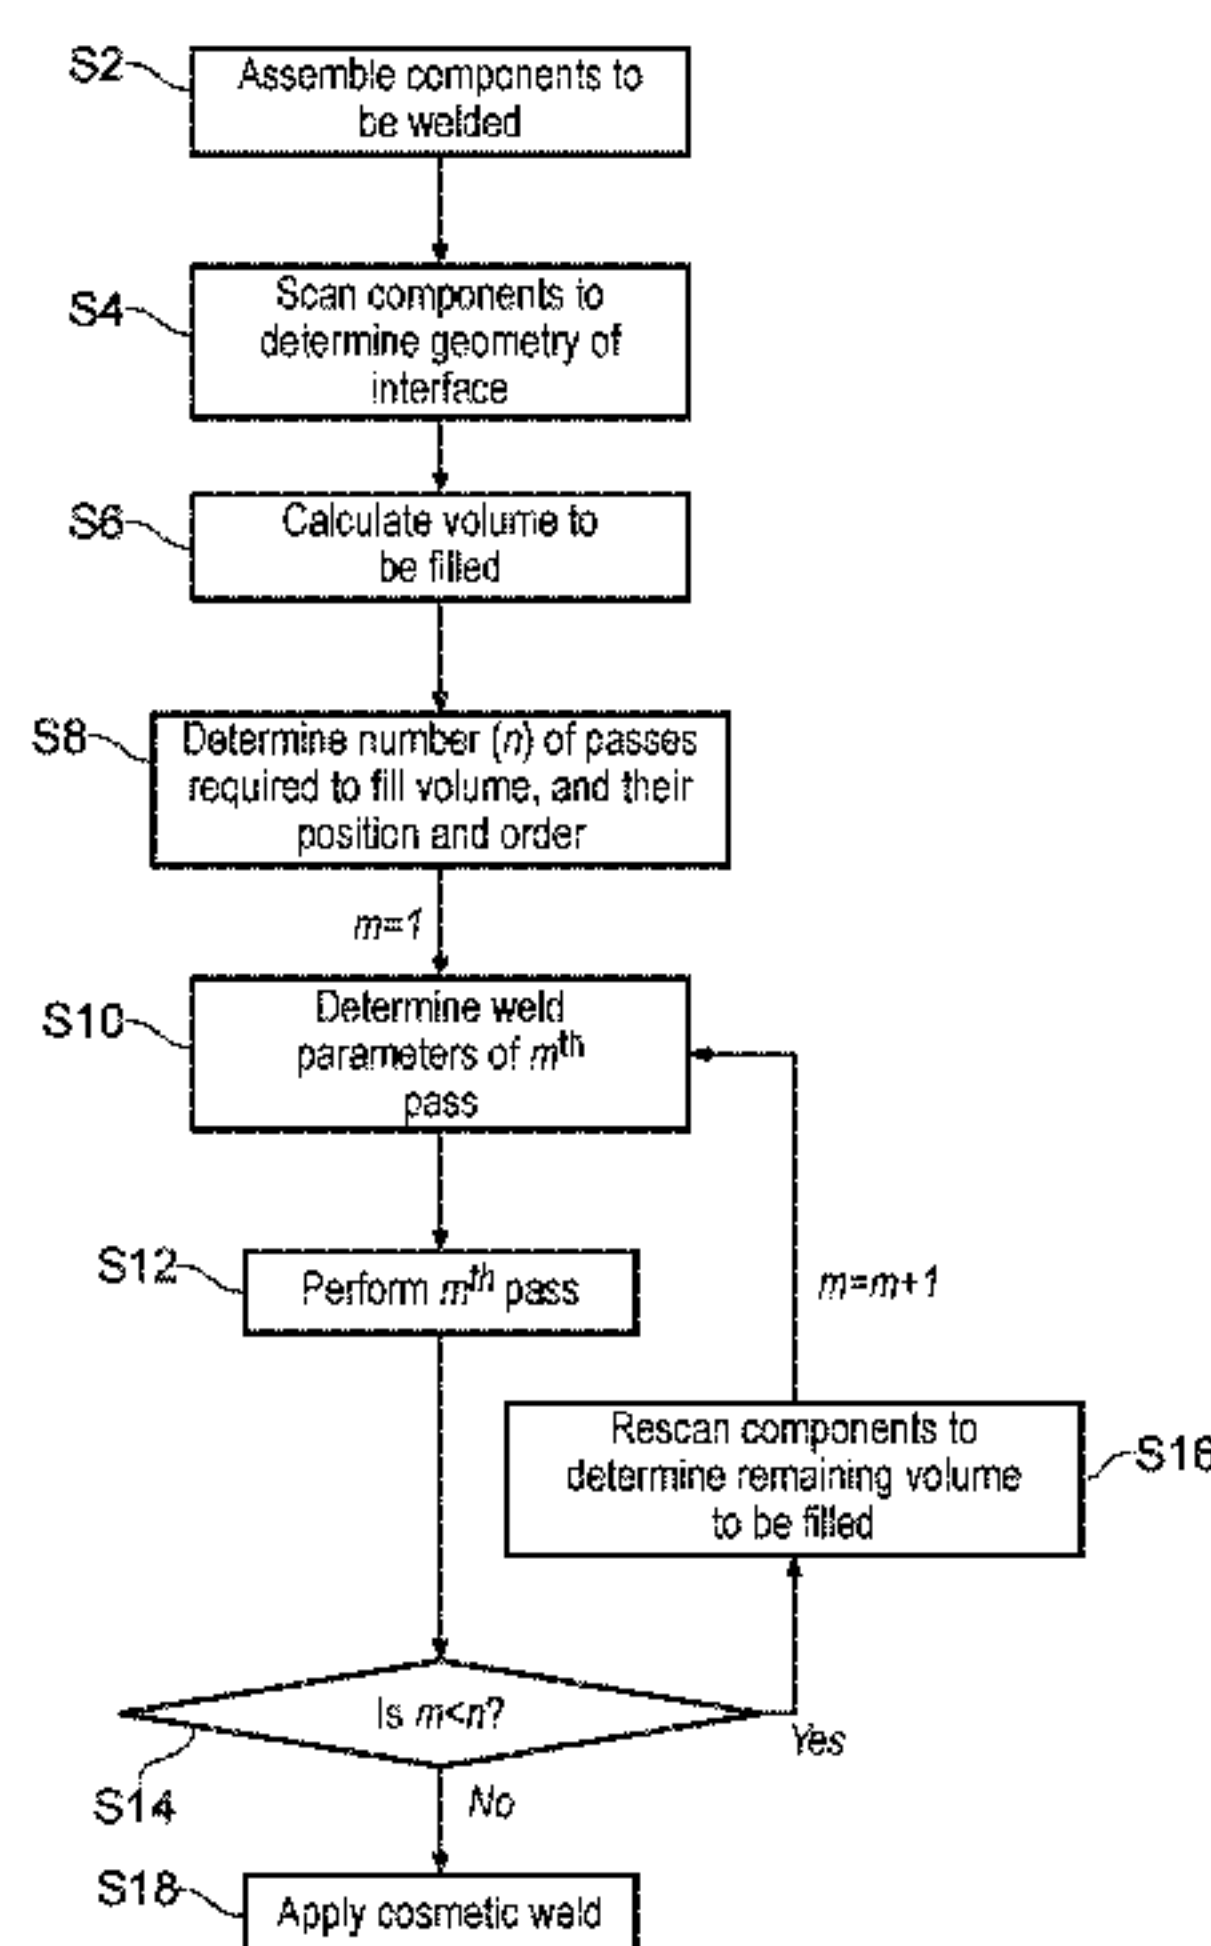 S2
Assemble components to
be welded
S4
Scan components to
determine geometry of
interface
S6
Calculate volume to
be filled
S8
Determine number (n) of passes
required to fill volume, and their
position and order
m=1
S10
Determine weld
parameters of mth
pass
S12
Perform mth pass
m=m+1
Rescan components to
determine remaining volume
to be filled
S16
Is m<n?
Yes
S14
No
S18
Apply cosmetic weld